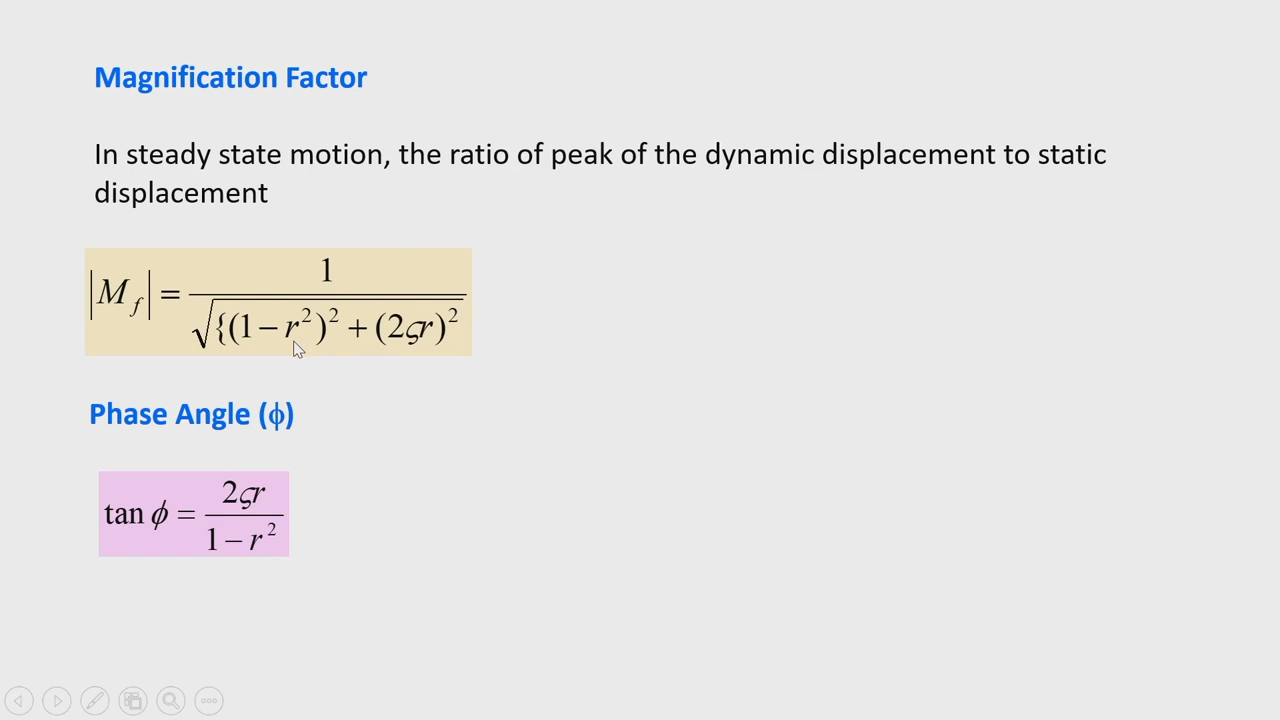 Magnification Factor
In steady state motion, the ratio of peak of the dynamic displacement to static
displacement
|M_f| = 1 / √{(1 − r²)² + (2ςr)²
Phase Angle (ϕ)
tan ϕ = 2ςr / 1 − r²